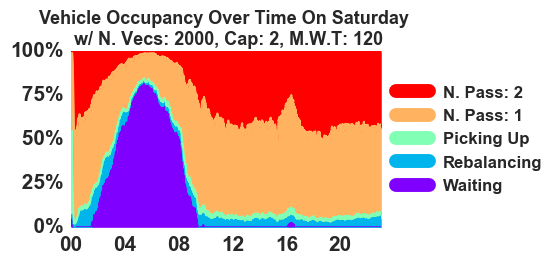 Vehicle Occupancy Over Time On Saturday
w/ N. Vecs: 2000, Cap: 2, M.W.T: 120
100%
75%
50%
25%
0%
00 04 08 12 16 20
N. Pass: 2
N. Pass: 1
Picking Up
Rebalancing
Waiting